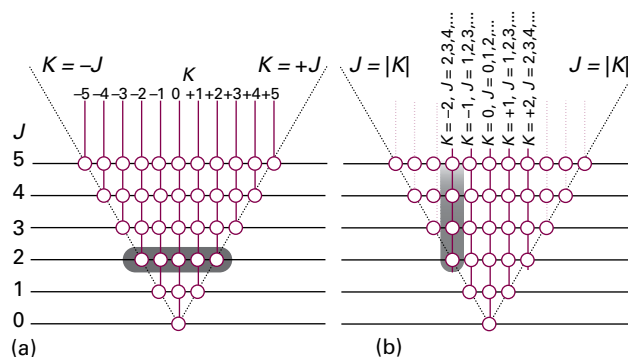 K = –J
K
K = +J
–5 –4 –3 –2 –1 0 +1 +2 +3 +4 +5
J
5
4
3
2
1
0
(a)
J = |K|
K = –2, J = 2,3,4,...
K = –1, J = 1,2,3,...
K = 0, J = 0,1,2,...
K = +1, J = 1,2,3,...
K = +2, J = 2,3,4,...
J = |K|
(b)